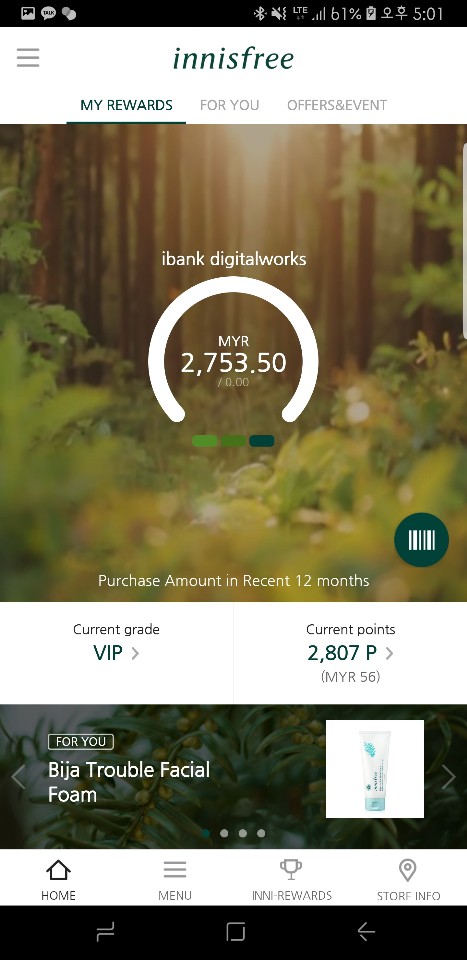 TALK
LTE
61%
오후 5:01
innisfree
MY REWARDS
FOR YOU
OFFERS&EVENT
ibank digitalworks
MYR
2,753.50
/ 0.00
Purchase Amount in Recent 12 months
Current grade
VIP
Current points
2,807 P
(MYR 56)
FOR YOU
Bija Trouble Facial
Foam
innisfree
HOME
MENU
INNI-REWARDS
STORE INFO